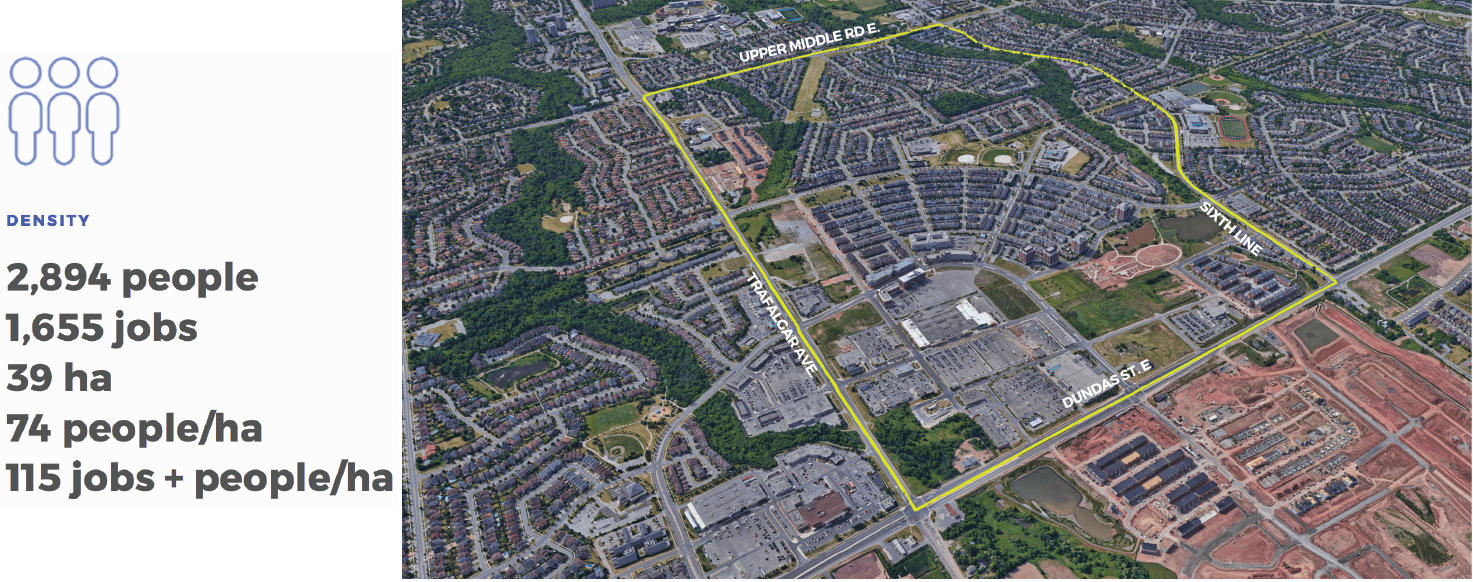 DENSITY
2,894 people
1,655 jobs
39 ha
74 people/ha
115 jobs + people/ha
UPPER MIDDLE RD E.
SIXTH LINE
TRAFALGAR AVE.
DUNDAS ST. E